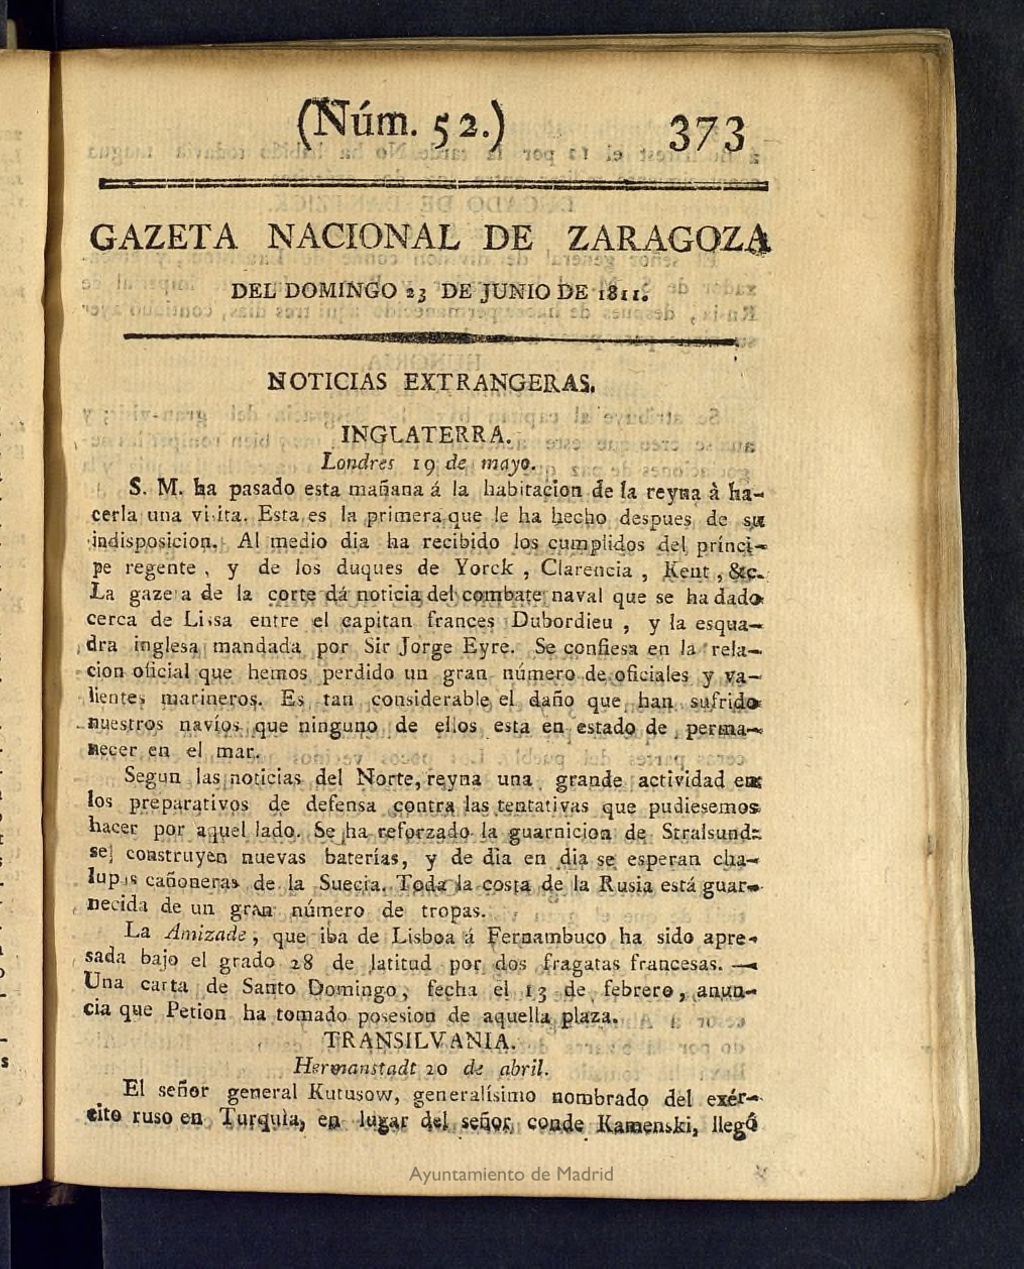 (Núm. 52.) 373
GAZETA NACIONAL DE ZARAGOZA
DEL DOMINGO 23 DE JUNIO DE 1811.
NOTICIAS EXTRANGERAS.
INGLATERRA.
Londres 19 de mayo.
S. M. ha pasado esta mañana á la habitacion de la reyna à ha-
cerla una visita. Esta es la primera que le ha hecho despues de su
indisposicion. Al medio dia ha recibido los cumplidos del prínci-
pe regente, y de los duques de Yorck, Clarencia, Kent, &c.
La gazeta de la corte dá noticia del combate naval que se ha dado
cerca de Lissa entre el capitan frances Dubordieu, y la esqua-
dra inglesa mandada por Sir Jorge Eyre. Se confiesa en la rela-
cion oficial que hemos perdido un gran número de oficiales y va-
lientes marineros. Es tan considerable el daño que han sufrido
nuestros navíos que ninguno de ellos esta en estado de perma-
necer en el mar.
Segun las noticias del Norte, reyna una grande actividad en
los preparativos de defensa contra las tentativas que pudiesemos
hacer por aquel lado. Se ha reforzado la guarnicion de Stralsund:
se construyen nuevas baterías, y de dia en dia se esperan cha-
lupas cañoneras de la Suecia. Toda la costa de la Rusia está guar-
necida de un gran número de tropas.
La Amizade, que iba de Lisboa á Fernambuco ha sido apre-
sada bajo el grado 28 de latitud por dos fragatas francesas. —
Una carta de Santo Domingo, fecha el 13 de febrero, anun-
cia que Petion ha tomado posesion de aquella plaza.
TRANSILVANIA.
Hermanstadt 20 de abril.
El señor general Kutusow, generalísimo nombrado del exér-
cito ruso en Turquía, en lugar del señor conde Kamenski, llegó
Ayuntamiento de Madrid